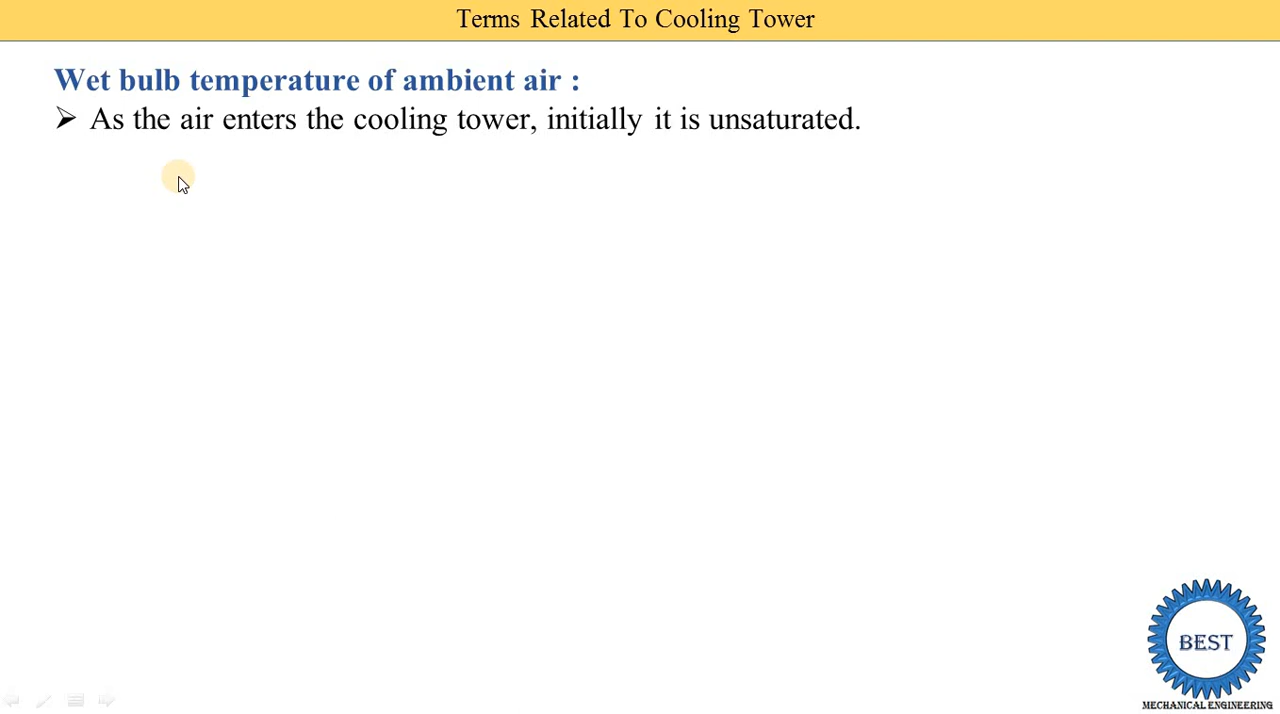 Terms Related To Cooling Tower
Wet bulb temperature of ambient air :
➢ As the air enters the cooling tower, initially it is unsaturated.
BEST
MECHANICAL ENGINEERING